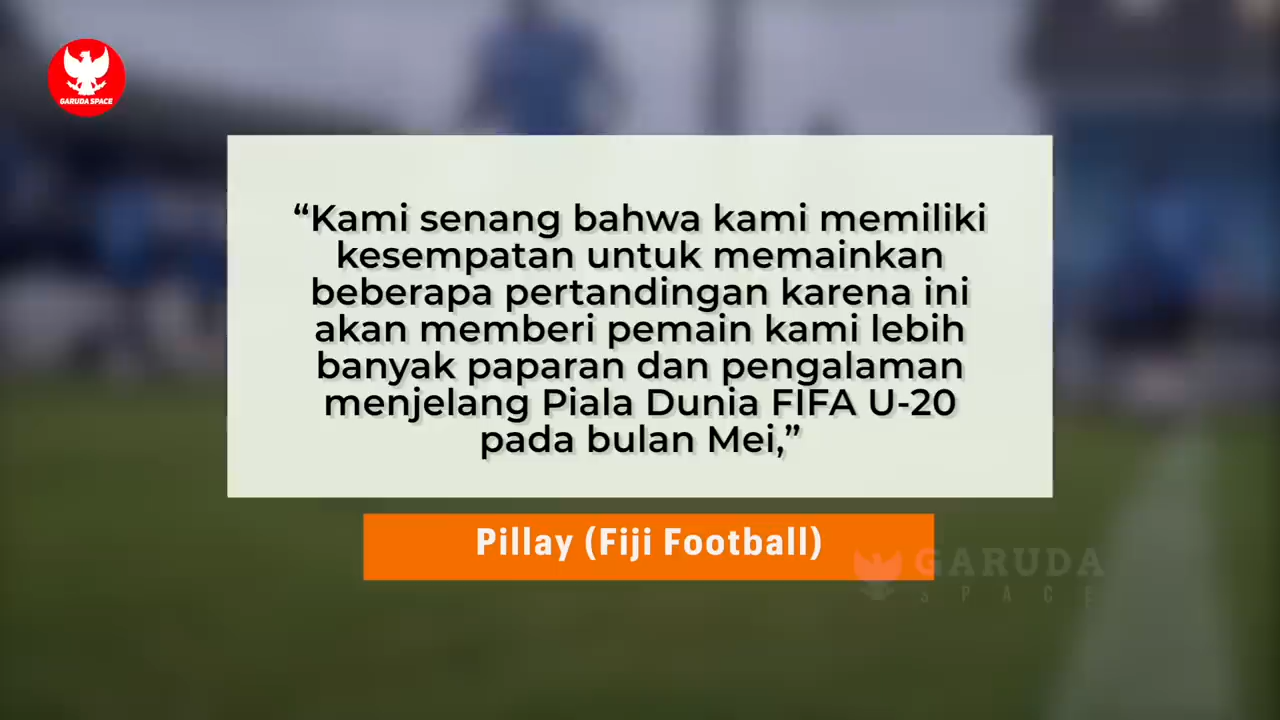 GARUDA SPACE
“Kami senang bahwa kami memiliki
kesempatan untuk memainkan
beberapa pertandingan karena ini
akan memberi pemain kami lebih
banyak paparan dan pengalaman
menjelang Piala Dunia FIFA U-20
pada bulan Mei,”
Pillay (Fiji Football)
GARUDA
SPACE